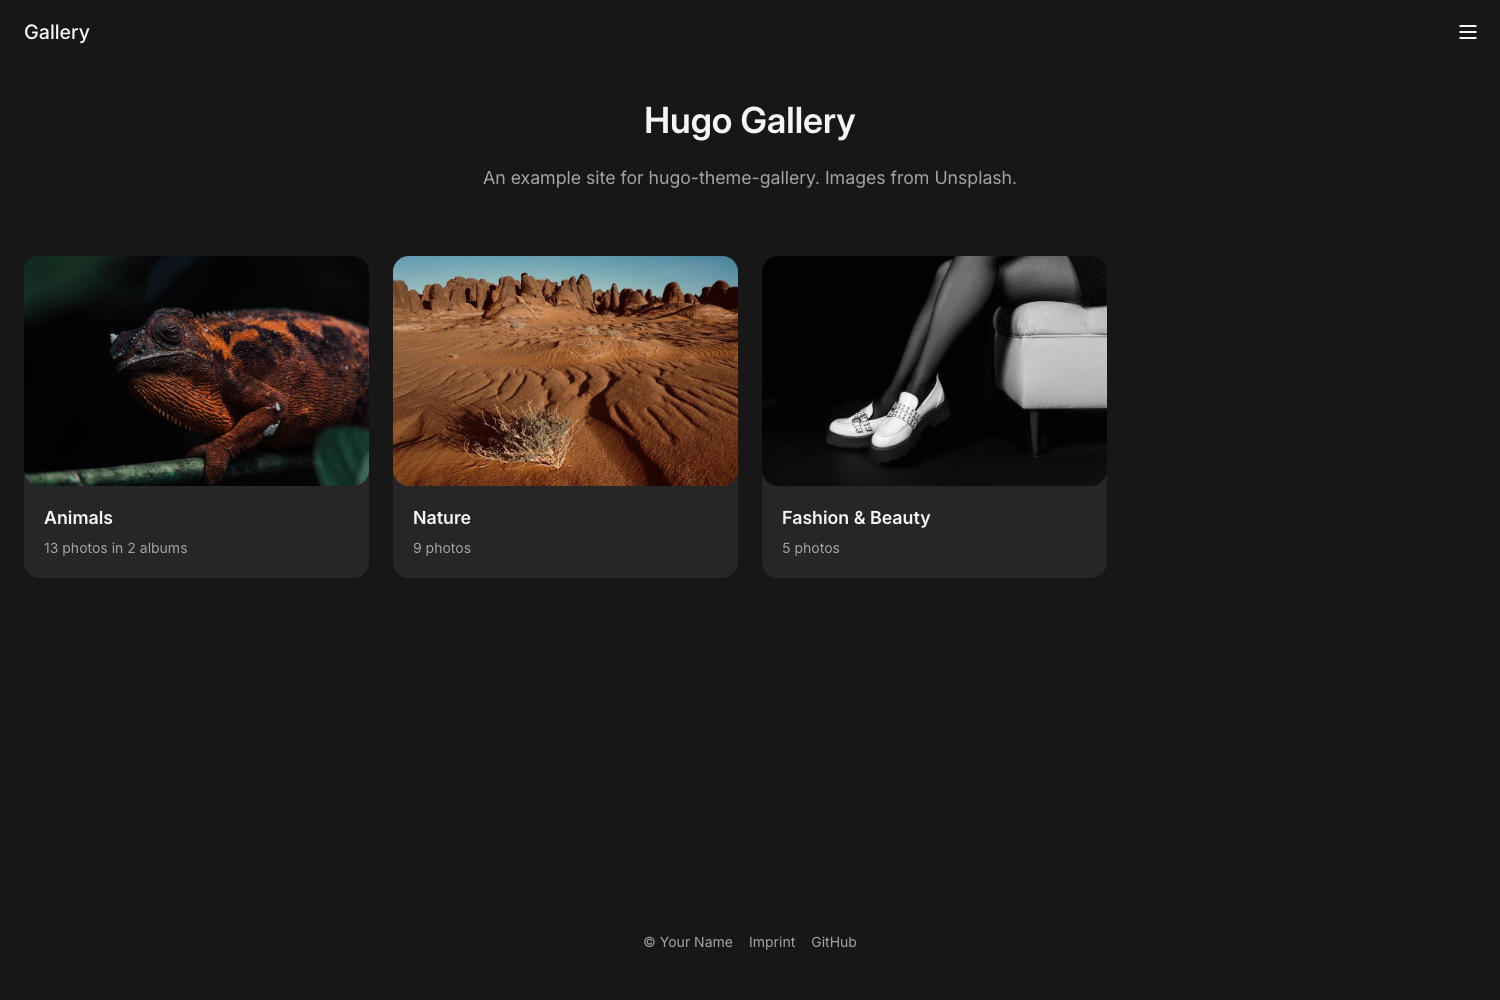 Gallery
Hugo Gallery
An example site for hugo-theme-gallery. Images from Unsplash.
Animals
13 photos in 2 albums
Nature
9 photos
Fashion & Beauty
5 photos
© Your Name Imprint GitHub